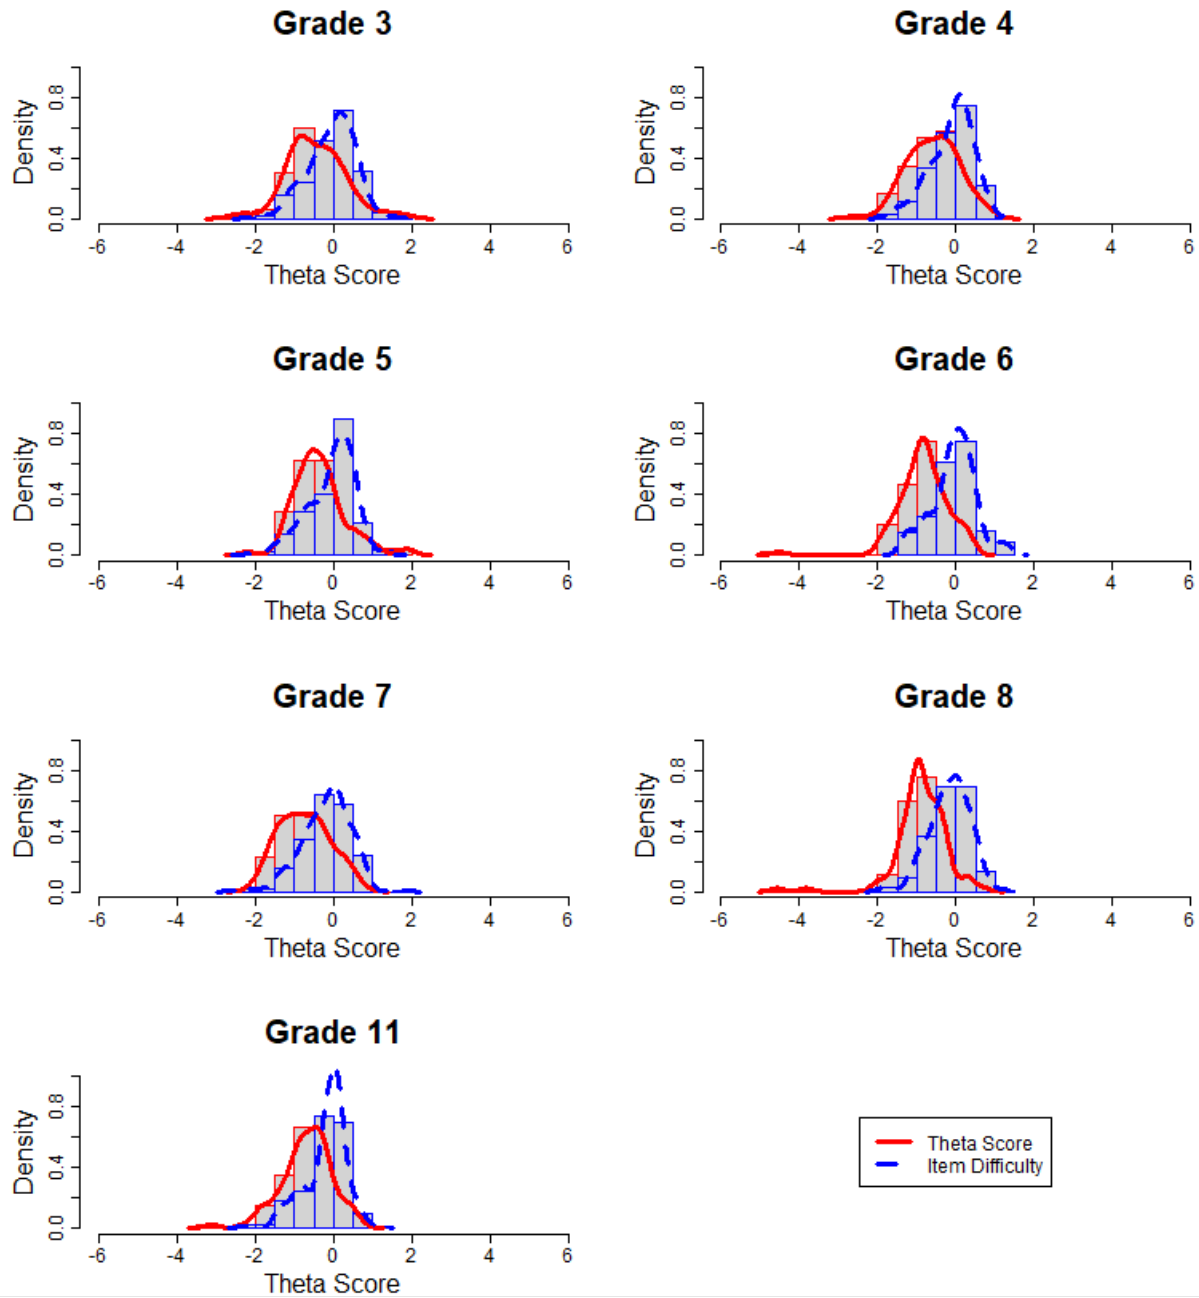 Grade 3
Density
0.0 0.4 0.8
-6 -4 -2 0 2 4 6
Theta Score
Grade 4
Density
0.0 0.4 0.8
-6 -4 -2 0 2 4 6
Theta Score
Grade 5
Density
0.0 0.4 0.8
-6 -4 -2 0 2 4 6
Theta Score
Grade 6
Density
0.0 0.4 0.8
-6 -4 -2 0 2 4 6
Theta Score
Grade 7
Density
0.0 0.4 0.8
-6 -4 -2 0 2 4 6
Theta Score
Grade 8
Density
0.0 0.4 0.8
-6 -4 -2 0 2 4 6
Theta Score
Grade 11
Density
0.0 0.4 0.8
-6 -4 -2 0 2 4 6
Theta Score
Theta Score
Item Difficulty